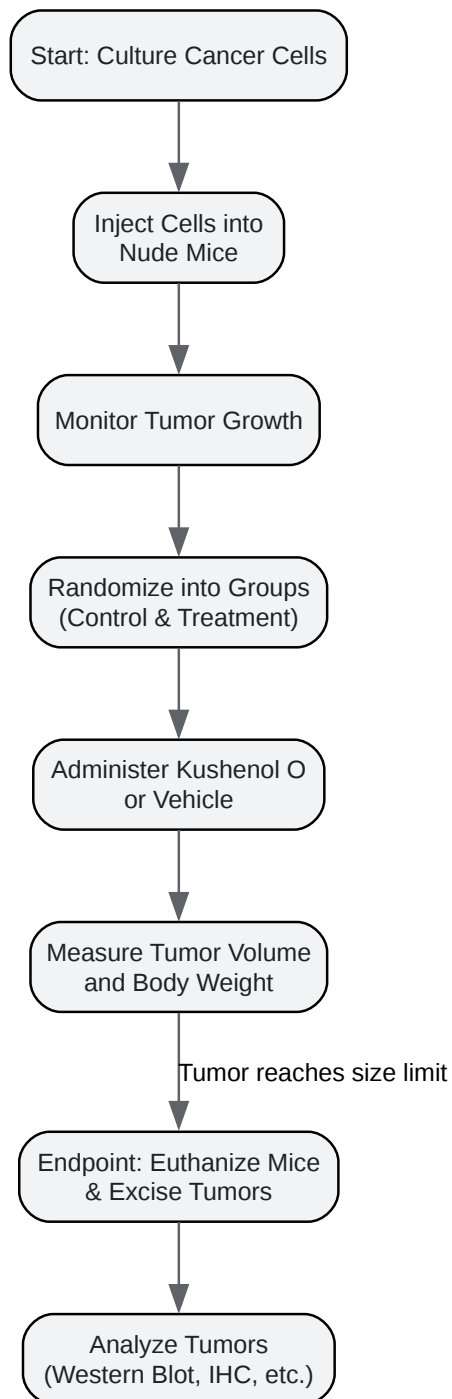 Start: Culture Cancer Cells
Inject Cells into
Nude Mice
Monitor Tumor Growth
Randomize into Groups
(Control & Treatment)
Administer Kushenol O
or Vehicle
Measure Tumor Volume
and Body Weight
Tumor reaches size limit
Endpoint: Euthanize Mice
& Excise Tumors
Analyze Tumors
(Western Blot, IHC, etc.)